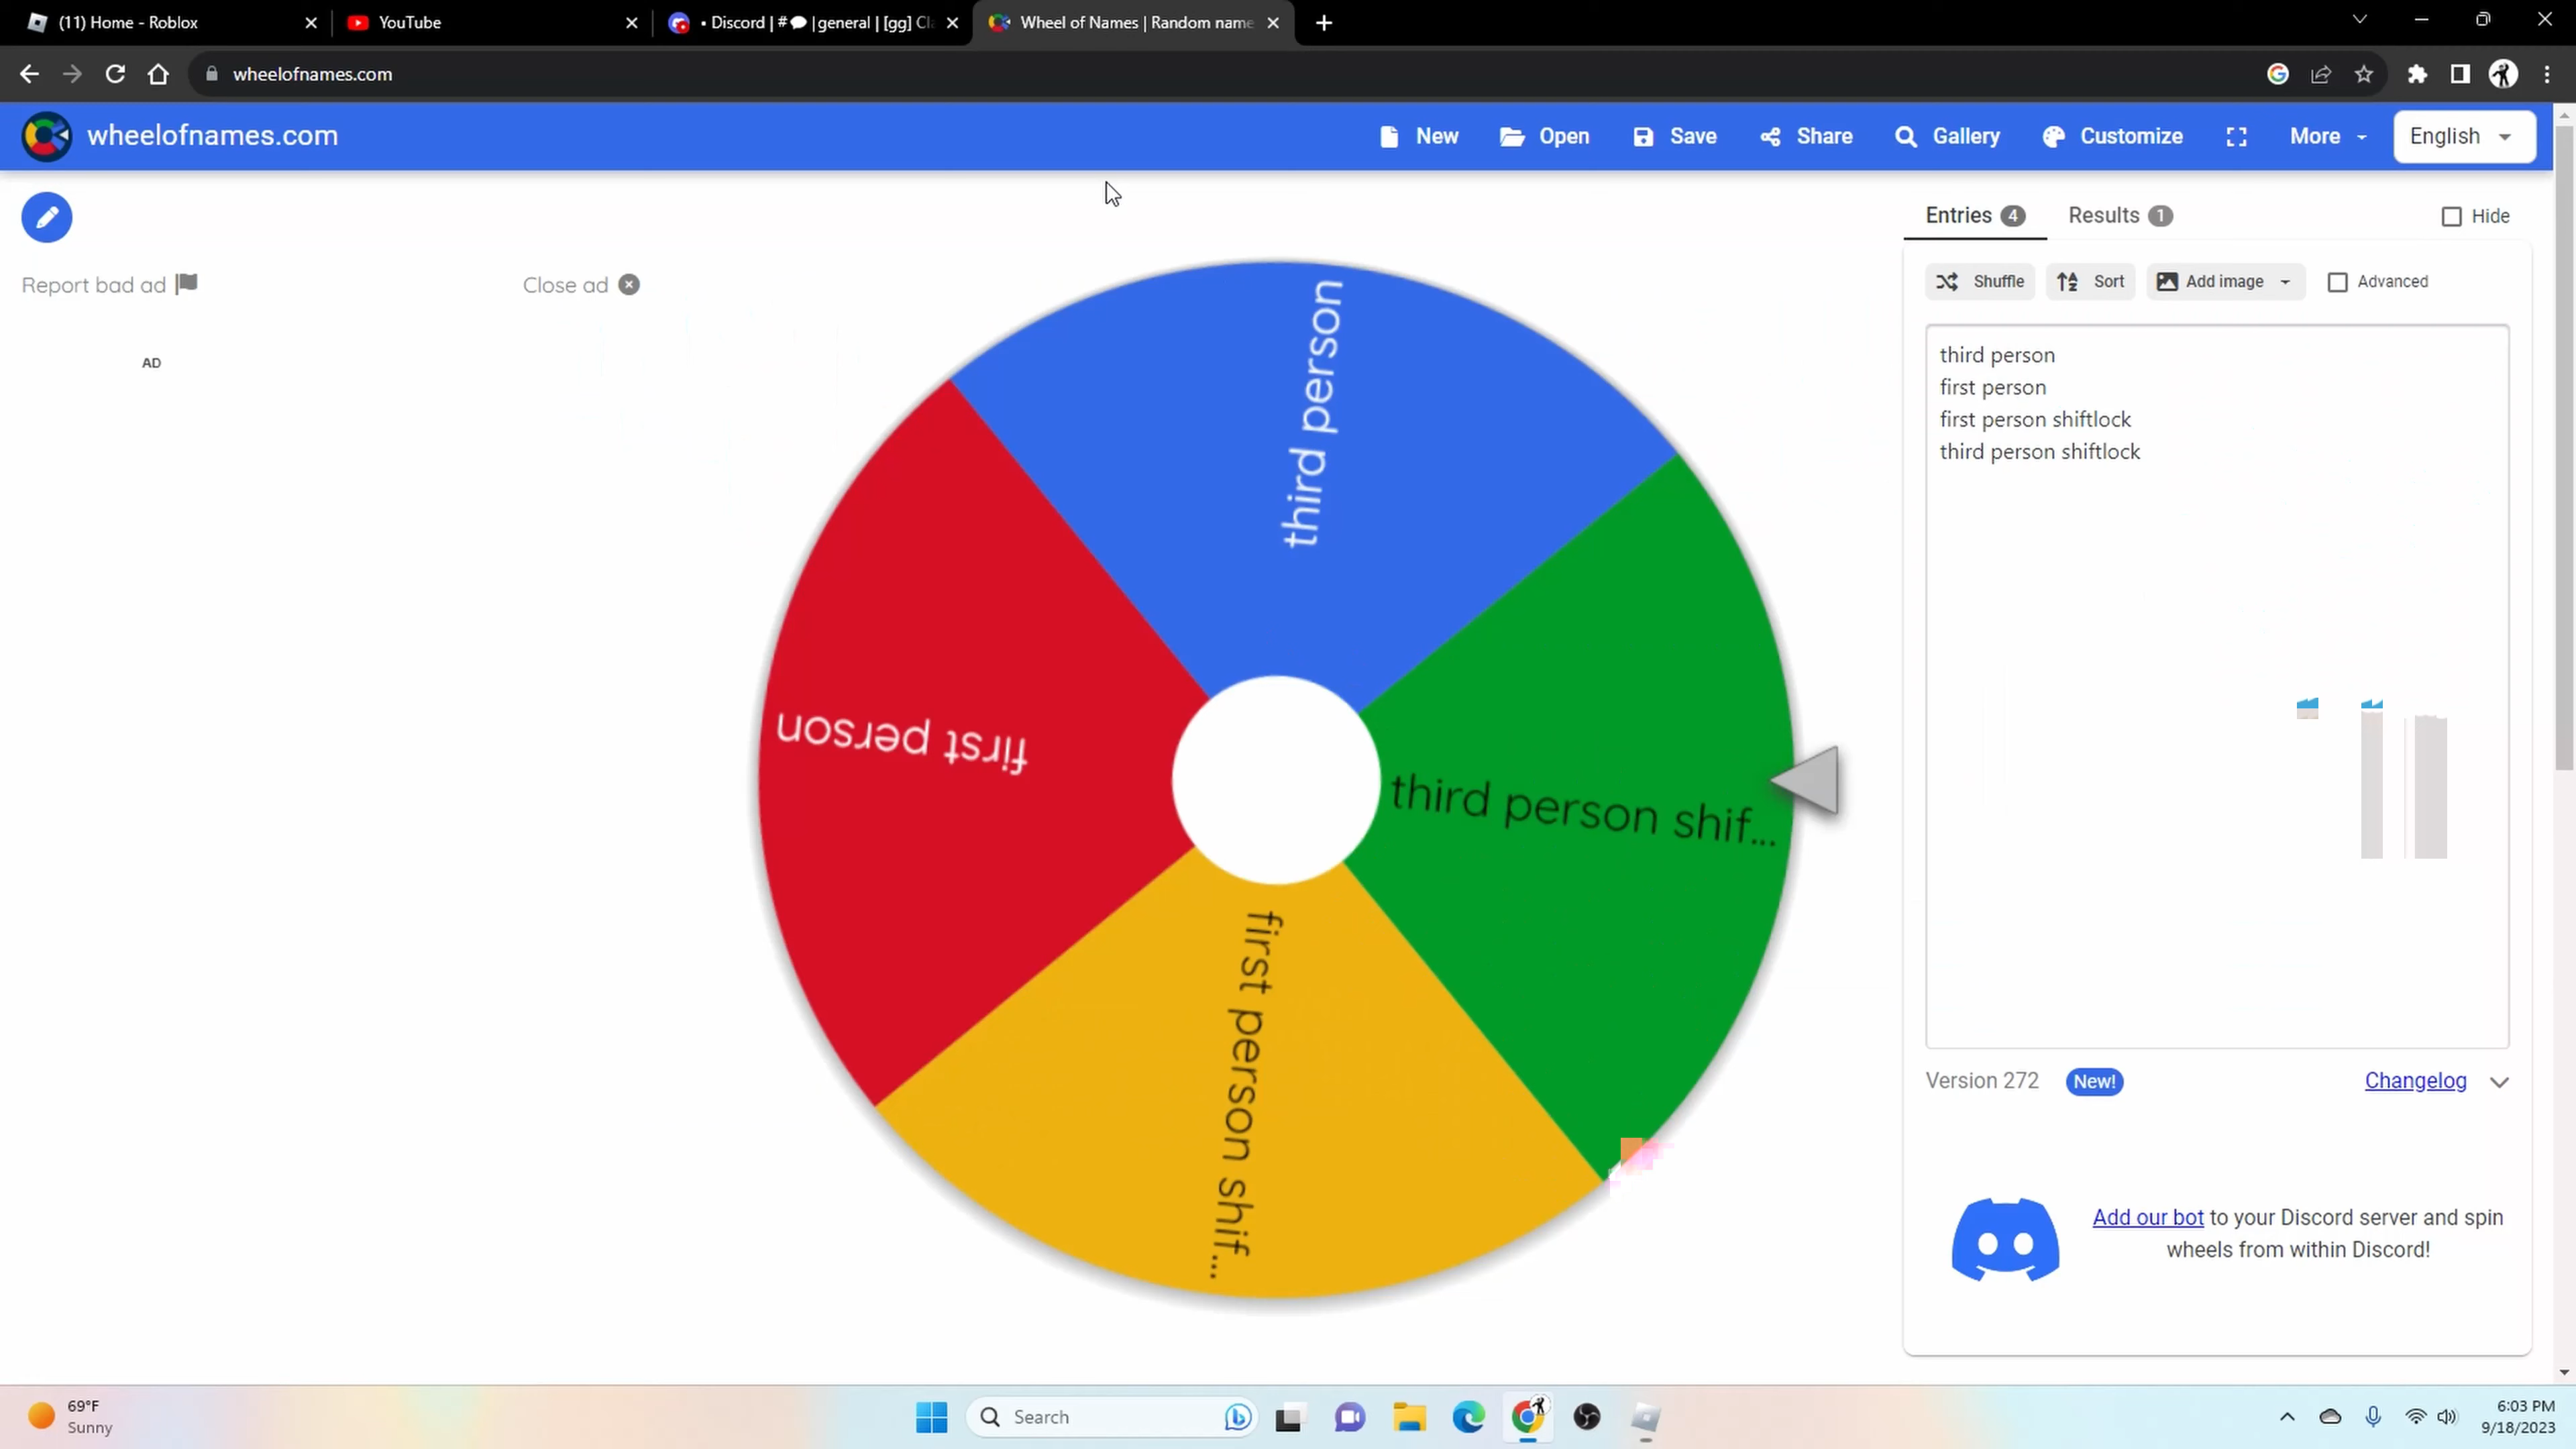 (11) Home - Roblox
YouTube
• Discord | #💬|general | [gg] Cl
Wheel of Names | Random name
wheelofnames.com
wheelofnames.com
New
Open
Save
Share
Gallery
Customize
More
English
Report bad ad
Close ad
AD
Entries 4
Results 1
Hide
Shuffle
Sort
Add image
Advanced
third person
first person
first person shiftlock
third person shiftlock
third person
first person
third person shif...
first person shif...
Version 272
New!
Changelog
Add our bot to your Discord server and spin
wheels from within Discord!
69°F
Sunny
Search
6:03 PM
9/18/2023